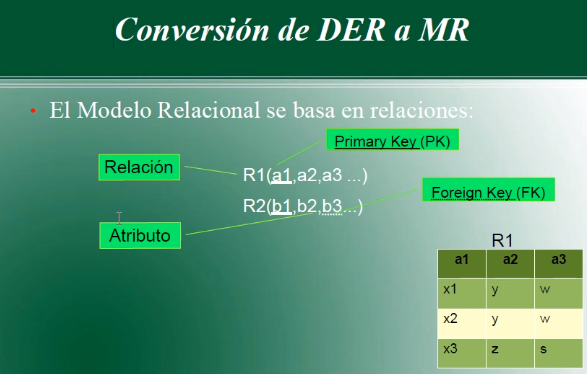 Conversión de DER a MR
• El Modelo Relacional se basa en relaciones:
Primary Key (PK)
Relación
R1(a1,a2,a3 ...)
Foreign Key (FK)
R2(b1,b2,b3...)
Atributo
R1
a1 a2 a3
x1 y w
x2 y w
x3 z s